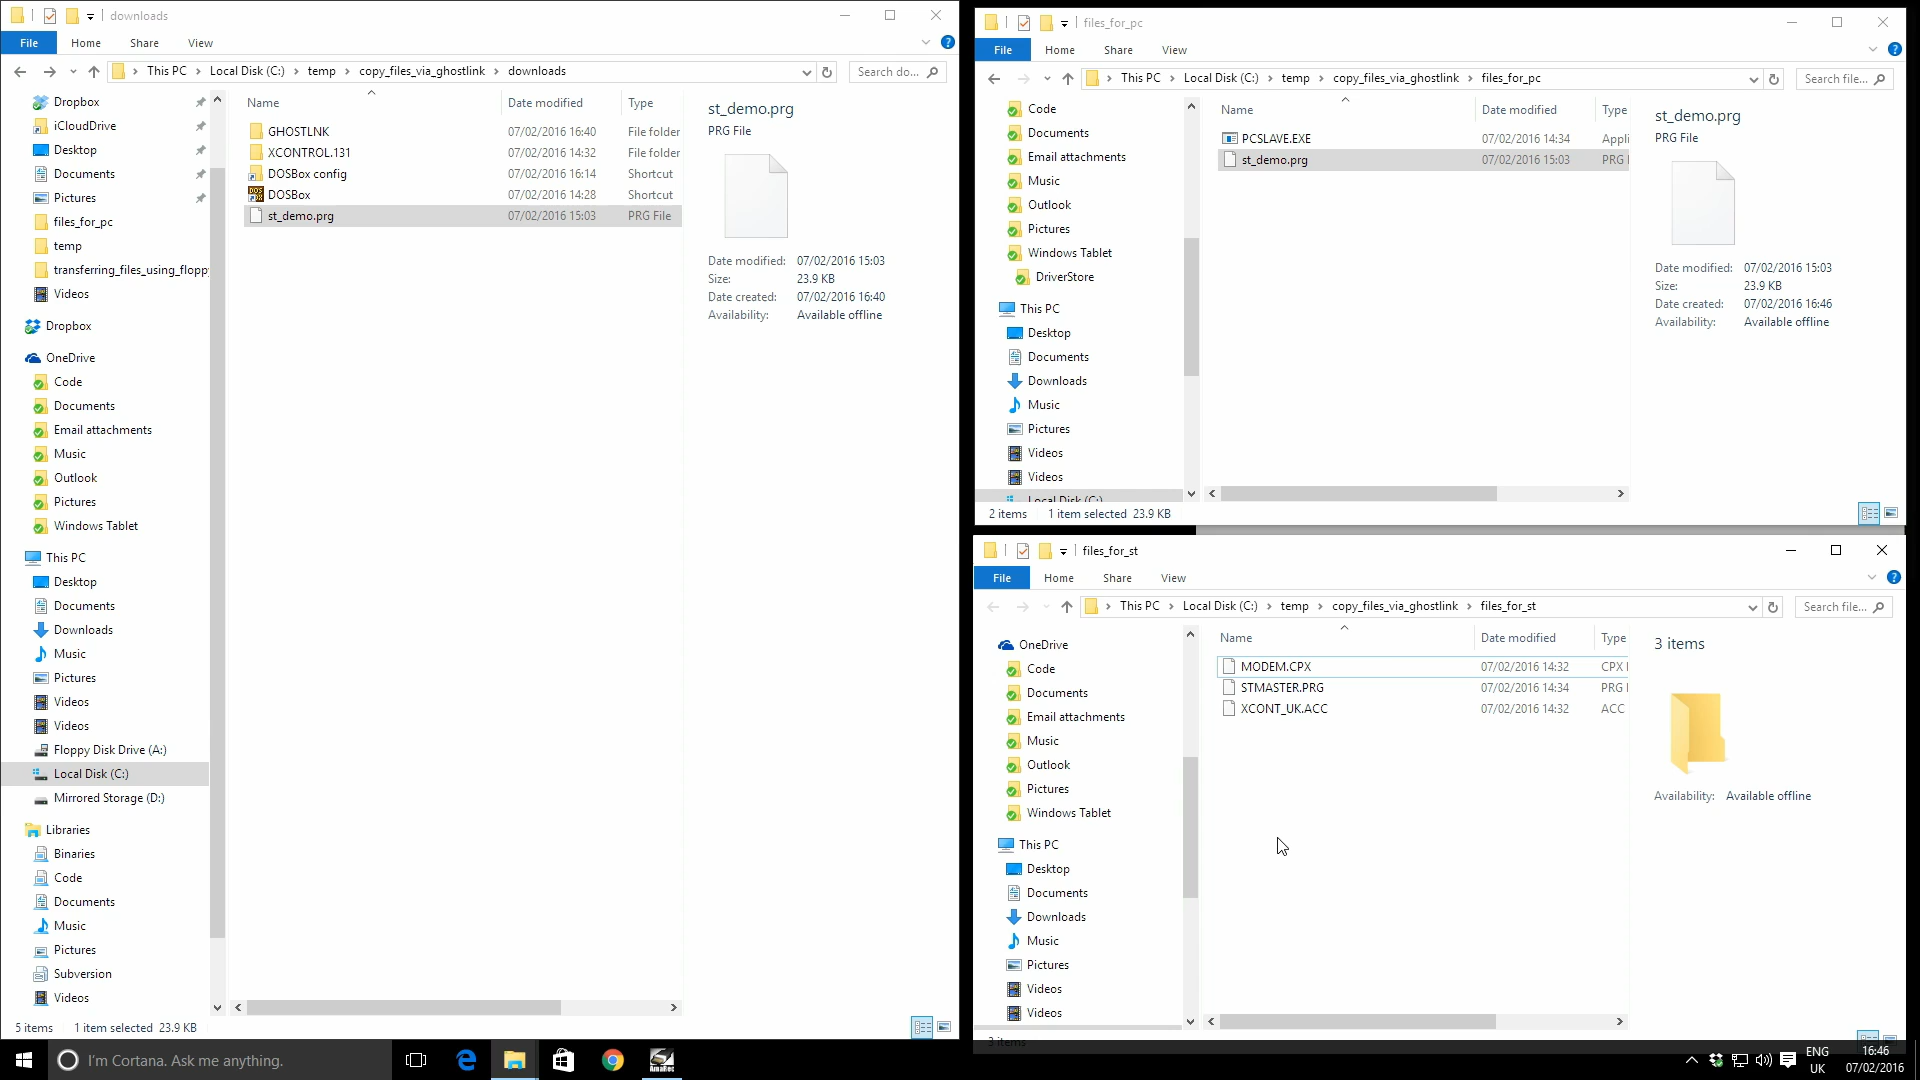 downloads
File Home Share View
This PC Local Disk (C:) temp copy_files_via_ghostlink downloads
Search do...
Dropbox
iCloudDrive
Desktop
Documents
Pictures
files_for_pc
temp
transferring_files_using_flopp
Videos
Dropbox
OneDrive
Code
Documents
Email attachments
Music
Outlook
Pictures
Windows Tablet
This PC
Desktop
Documents
Downloads
Music
Pictures
Videos
Videos
Floppy Disk Drive (A:)
Local Disk (C:)
Mirrored Storage (D:)
Libraries
Binaries
Code
Documents
Music
Pictures
Subversion
Videos
Name Date modified Type
GHOSTLNK 07/02/2016 16:40 File folder
XCONTROL.131 07/02/2016 14:32 File folder
DOSBox config 07/02/2016 16:14 Shortcut
DOSBox 07/02/2016 14:28 Shortcut
st_demo.prg 07/02/2016 15:03 PRG File
st_demo.prg
PRG File
Date modified: 07/02/2016 15:03
Size: 23.9 KB
Date created: 07/02/2016 16:40
Availability: Available offline
5 items 1 item selected 23.9 KB
files_for_pc
File Home Share View
This PC Local Disk (C:) temp copy_files_via_ghostlink files_for_pc
Search file...
Code
Documents
Email attachments
Music
Outlook
Pictures
Windows Tablet
DriverStore
This PC
Desktop
Documents
Downloads
Music
Pictures
Videos
Videos
Local Disk (C:)
Name Date modified Type
PCSLAVE.EXE 07/02/2016 14:34 Appli
st_demo.prg 07/02/2016 15:03 PRG
st_demo.prg
PRG File
Date modified: 07/02/2016 15:03
Size: 23.9 KB
Date created: 07/02/2016 16:46
Availability: Available offline
2 items 1 item selected 23.9 KB
files_for_st
File Home Share View
This PC Local Disk (C:) temp copy_files_via_ghostlink files_for_st
Search file...
OneDrive
Code
Documents
Email attachments
Music
Outlook
Pictures
Windows Tablet
This PC
Desktop
Documents
Downloads
Music
Pictures
Videos
Videos
Name Date modified Type
MODEM.CPX 07/02/2016 14:32 CPX
STMASTER.PRG 07/02/2016 14:34 PRG
XCONT_UK.ACC 07/02/2016 14:32 ACC
3 items
Availability: Available offline
3 items
I'm Cortana. Ask me anything.
AmaRec
ENG
UK
16:46
07/02/2016